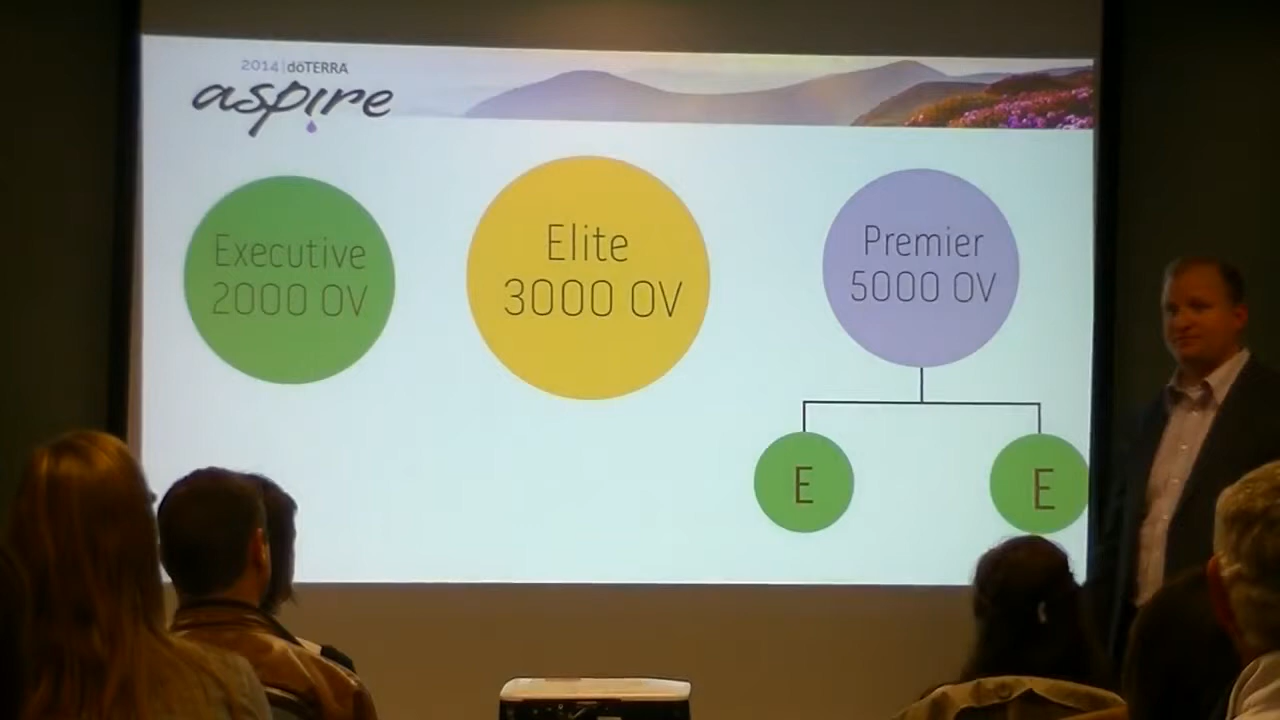 2014|dōTERRA
aspire
Executive
2000 OV
Elite
3000 OV
Premier
5000 OV
E
E